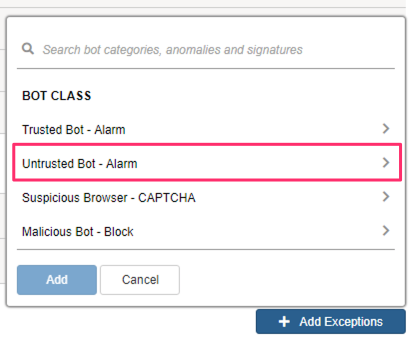 Search bot categories, anomalies and signatures
BOT CLASS
Trusted Bot - Alarm
Untrusted Bot - Alarm
Suspicious Browser - CAPTCHA
Malicious Bot - Block
Add
Cancel
+ Add Exceptions